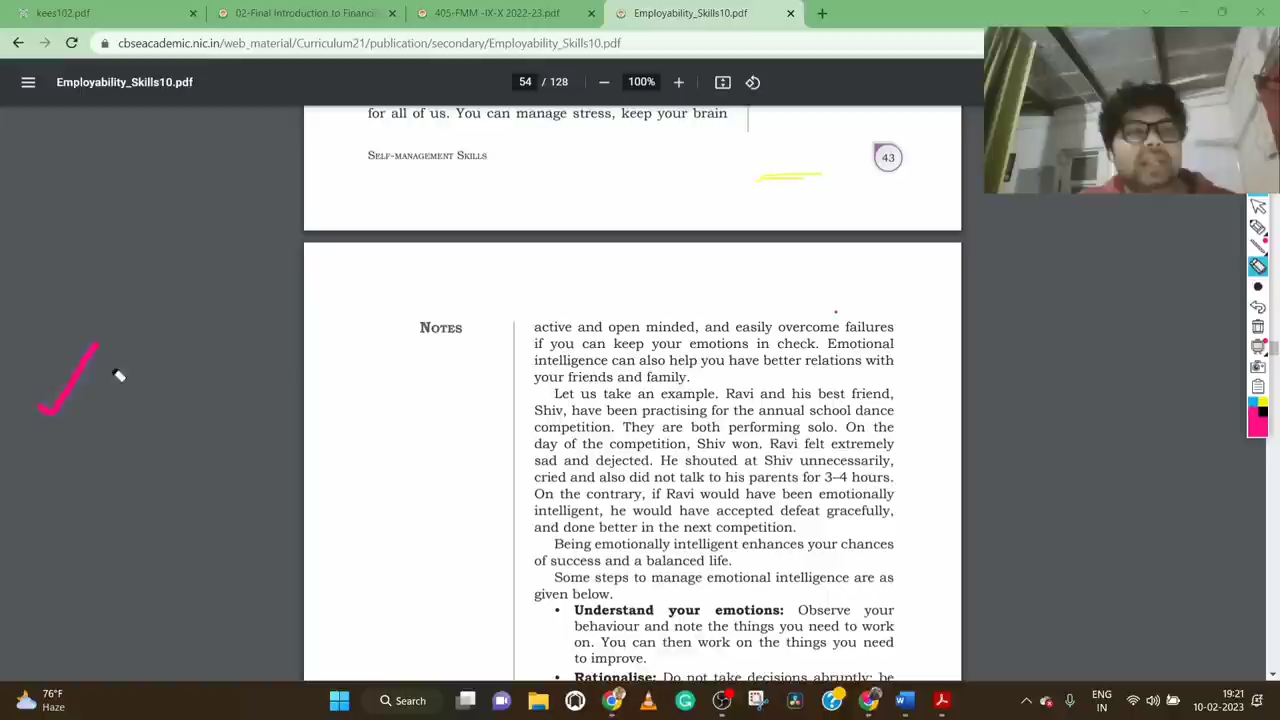 kees102.pdf
02-Final Introduction to Financi
405-FMM -IX-X 2022-23.pdf
Employability_Skills10.pdf
cbseacademic.nic.in/web_material/Curriculum21/publication/secondary/Employability_Skills10.pdf
Employability_Skills10.pdf
54 / 128
100%
for all of us. You can manage stress, keep your brain
Self-management Skills
43
Notes
active and open minded, and easily overcome failures
if you can keep your emotions in check. Emotional
intelligence can also help you have better relations with
your friends and family.
Let us take an example. Ravi and his best friend,
Shiv, have been practising for the annual school dance
competition. They are both performing solo. On the
day of the competition, Shiv won. Ravi felt extremely
sad and dejected. He shouted at Shiv unnecessarily,
cried and also did not talk to his parents for 3–4 hours.
On the contrary, if Ravi would have been emotionally
intelligent, he would have accepted defeat gracefully,
and done better in the next competition.
Being emotionally intelligent enhances your chances
of success and a balanced life.
Some steps to manage emotional intelligence are as
given below.
• Understand your emotions: Observe your
behaviour and note the things you need to work
on. You can then work on the things you need
to improve.
• Rationalise: Do not take decisions abruptly; be
76°F
Haze
Search
ENG
IN
19:21
10-02-2023